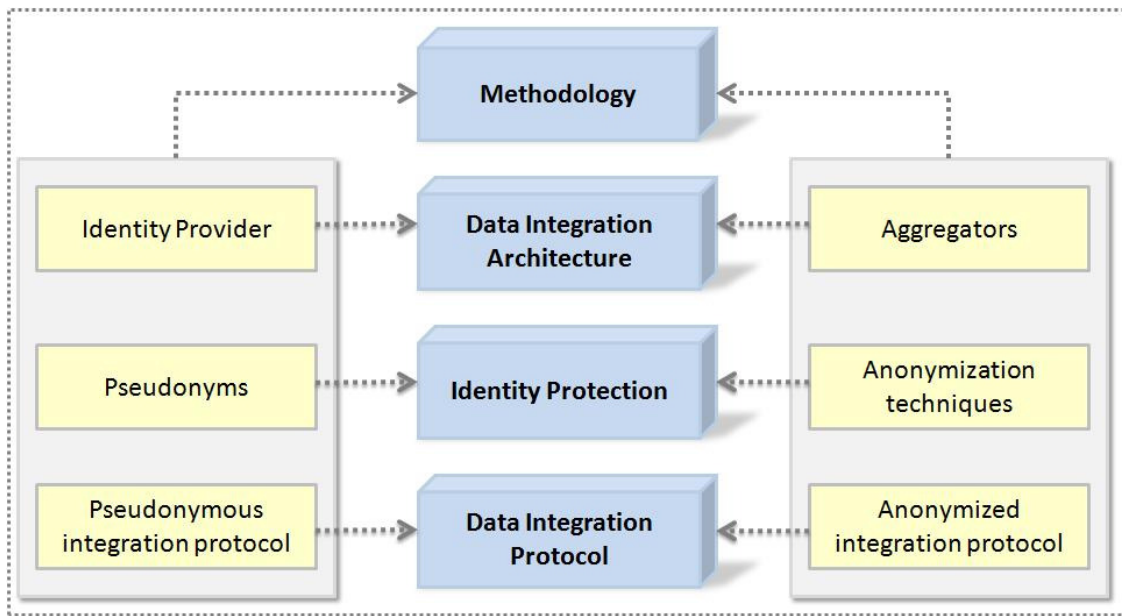 Methodology
Identity Provider
Data Integration
Architecture
Aggregators
Pseudonyms
Identity Protection
Anonymization
techniques
Pseudonymous
integration protocol
Data Integration
Protocol
Anonymized
integration protocol